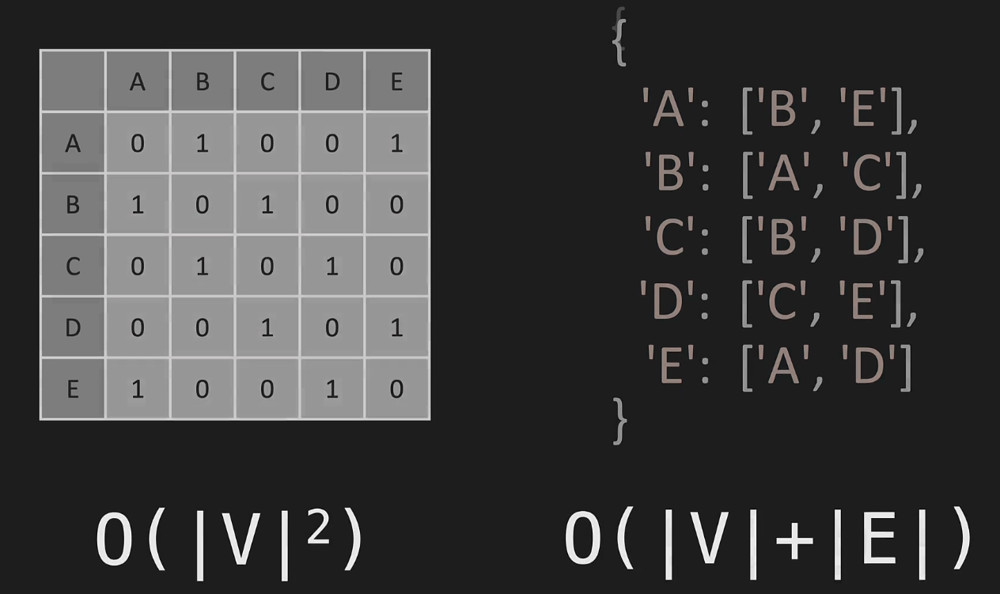 A B C D E
A 0 1 0 0 1
B 1 0 1 0 0
C 0 1 0 1 0
D 0 0 1 0 1
E 1 0 0 1 0
O(|V|²)
{
'A': ['B', 'E'],
'B': ['A', 'C'],
'C': ['B', 'D'],
'D': ['C', 'E'],
'E': ['A', 'D']
}
O(|V|+|E|)